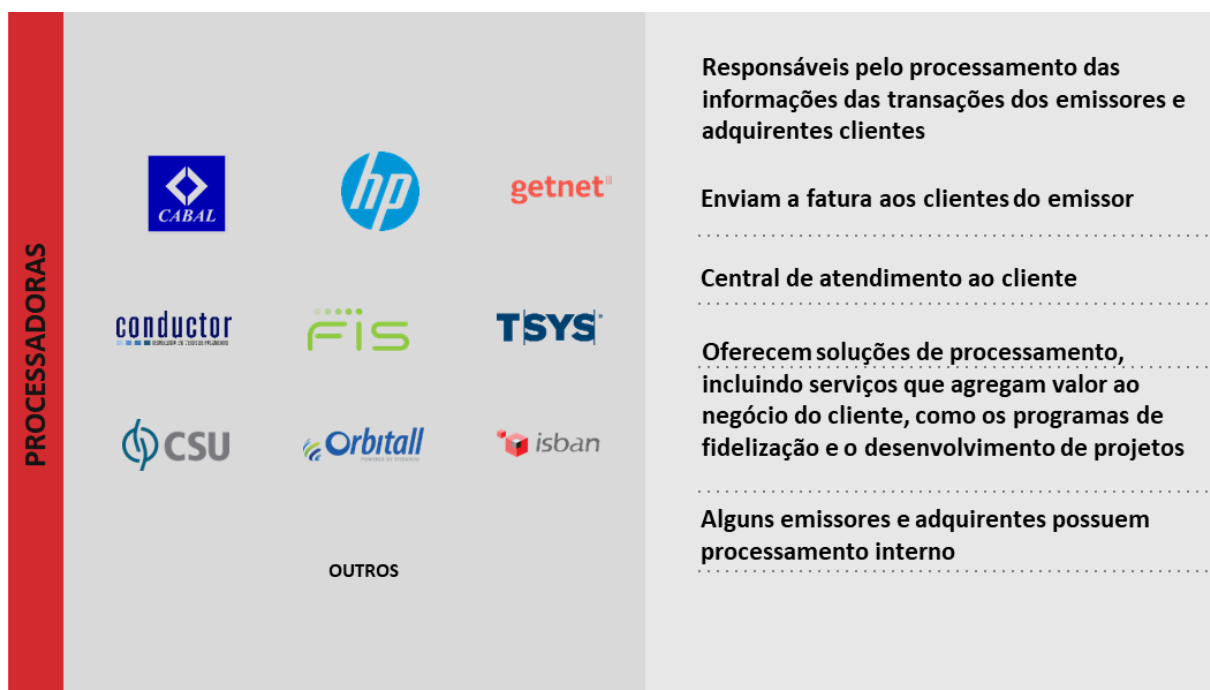 PROCESSADORAS
CABAL
hp
getnet
conductor
FIS
TSYS
CSU
Orbitall
isban
OUTROS
Responsáveis pelo processamento das
informações das transações dos emissores e
adquirentes clientes
Enviam a fatura aos clientes do emissor
Central de atendimento ao cliente
Oferecem soluções de processamento,
incluindo serviços que agregam valor ao
negócio do cliente, como os programas de
fidelização e o desenvolvimento de projetos
Alguns emissores e adquirentes possuem
processamento interno